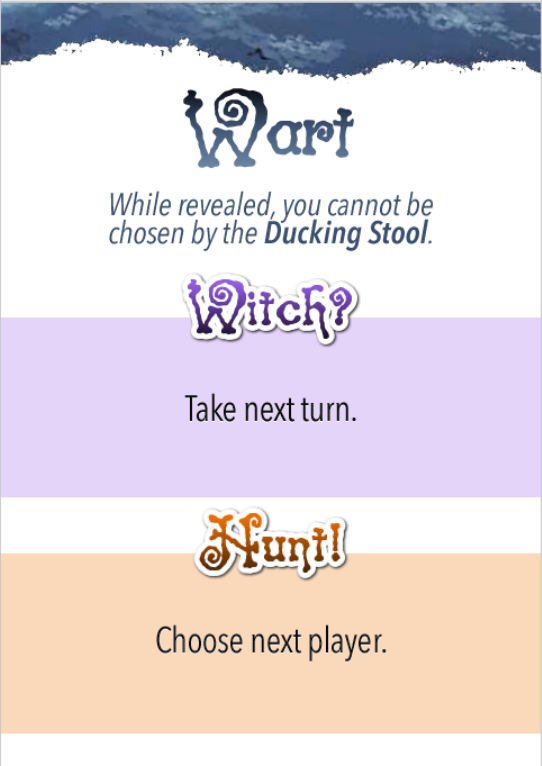 Wart
While revealed, you cannot be
chosen by the Ducking Stool.
Witch?
Take next turn.
Hunt!
Choose next player.